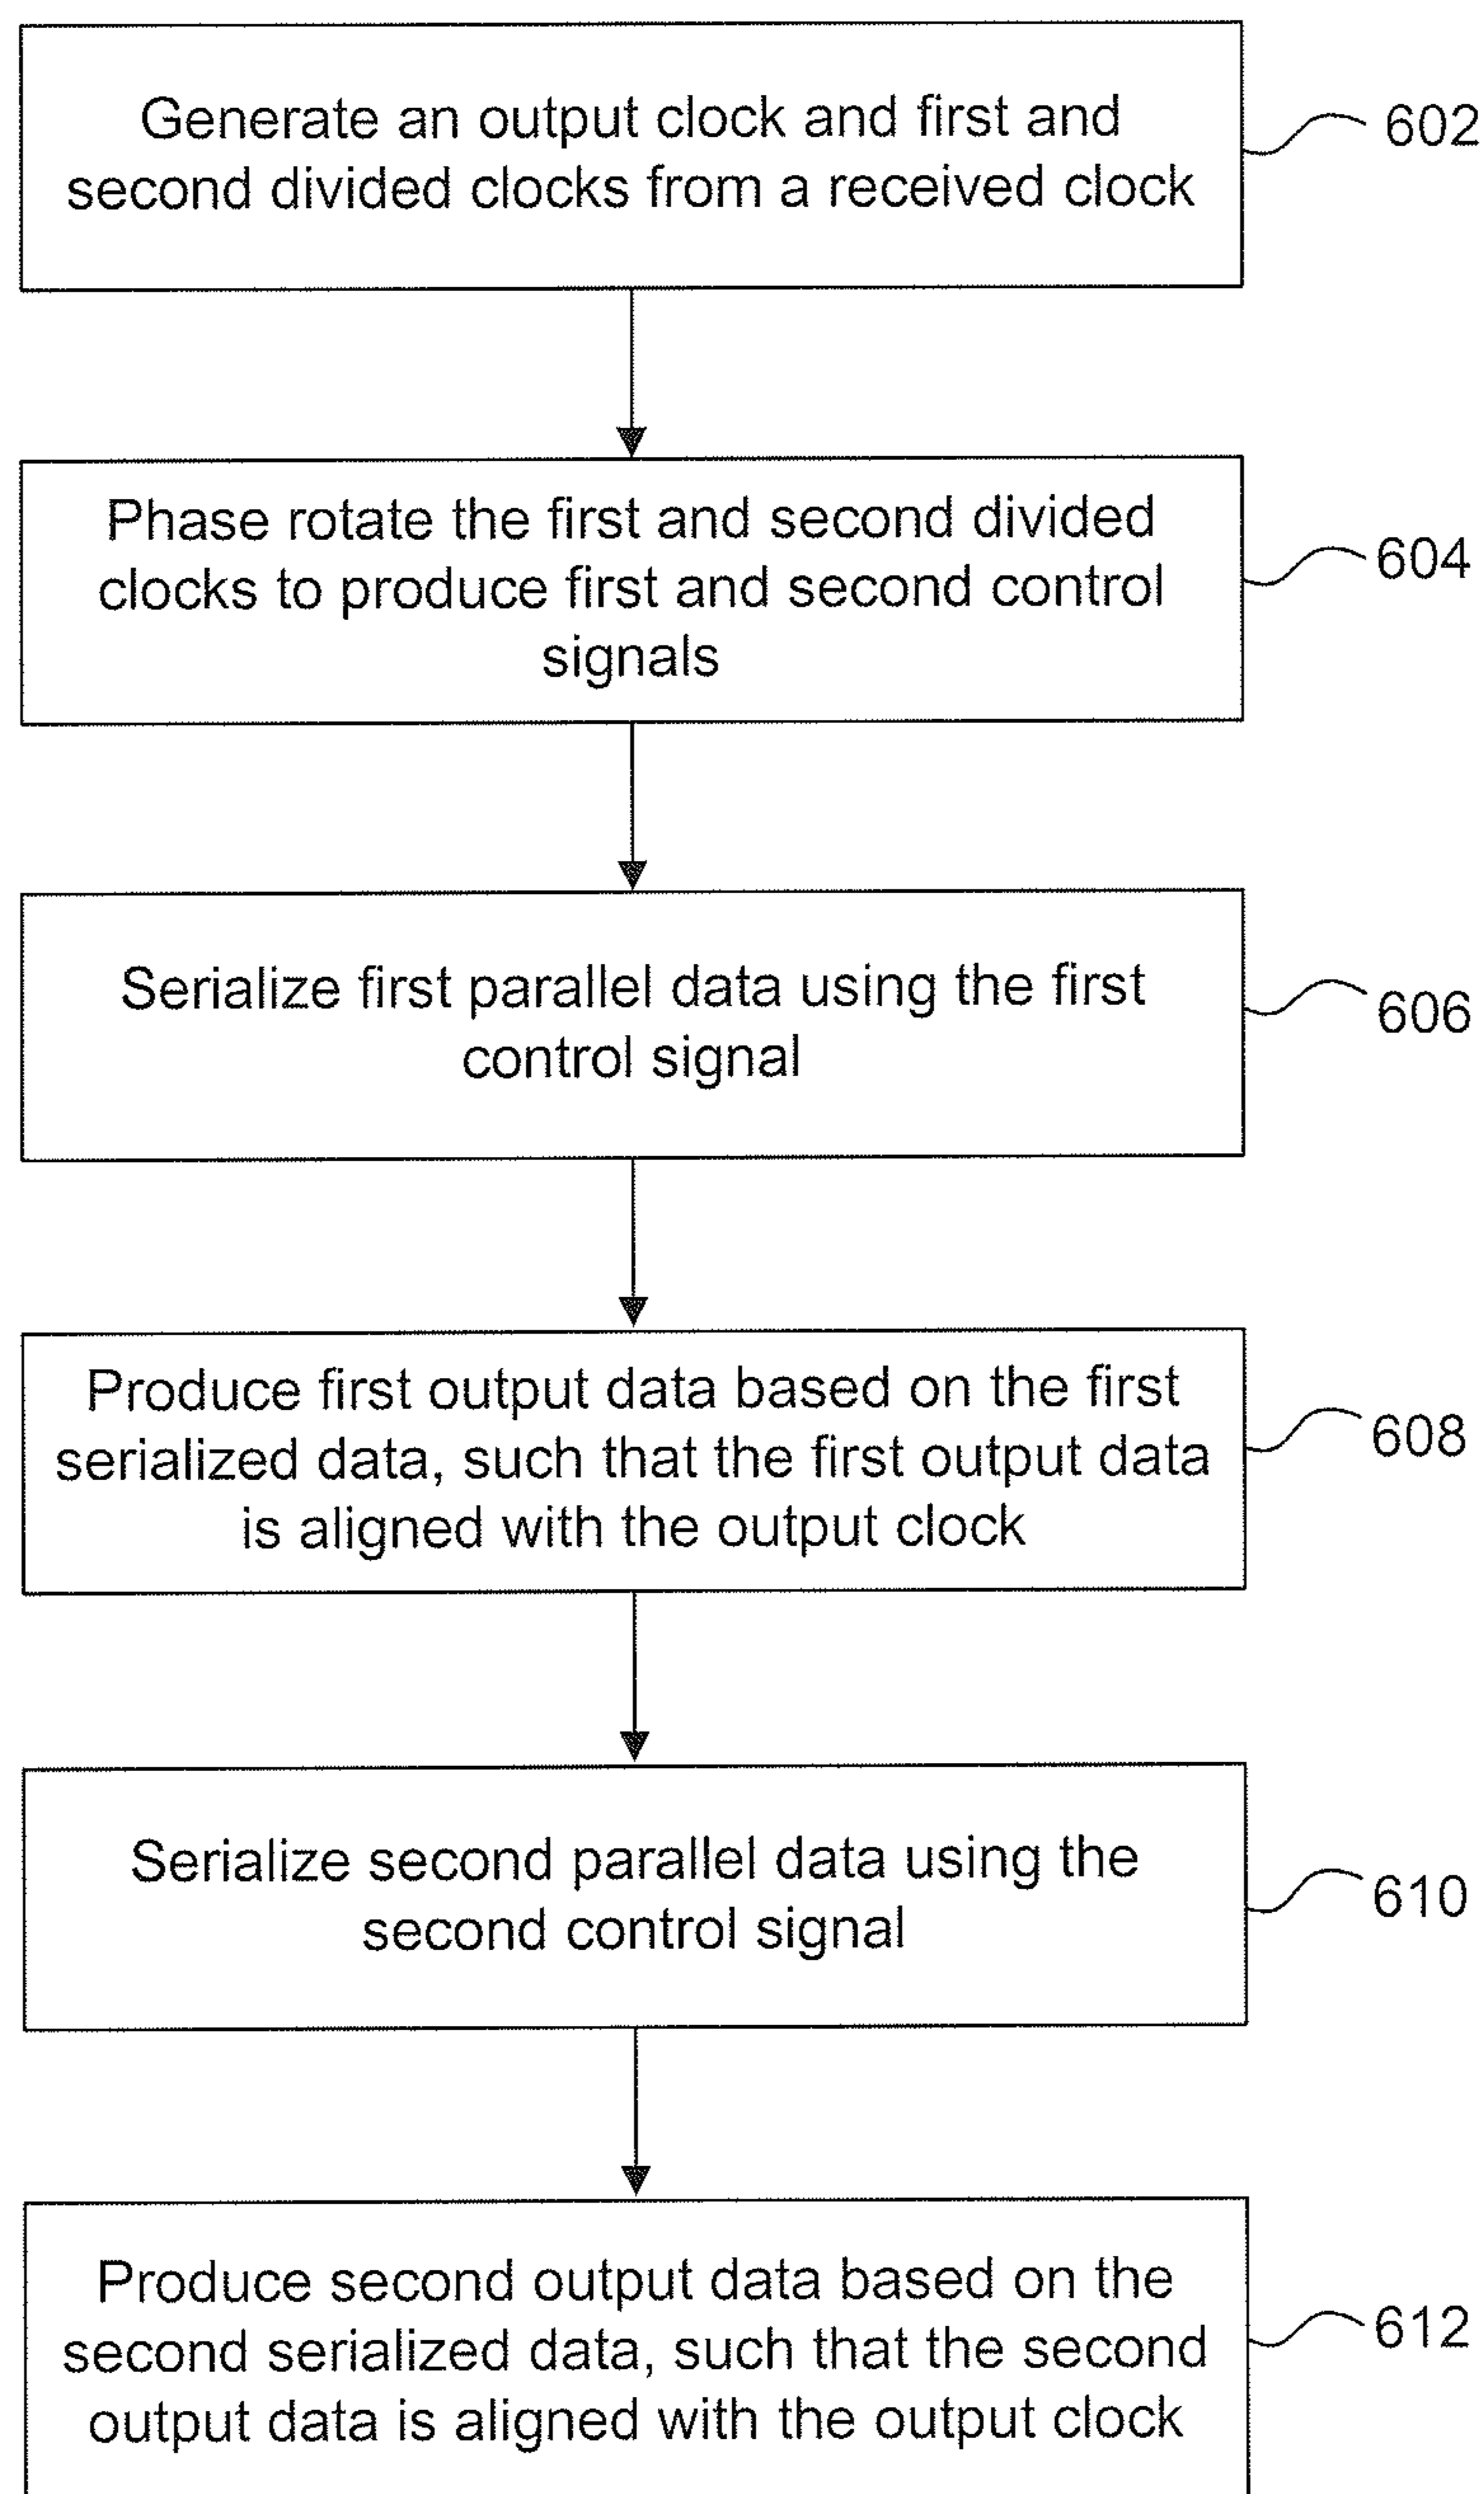 Generate an output clock and first and
second divided clocks from a received clock
602
Phase rotate the first and second divided
clocks to produce first and second control
signals
604
Serialize first parallel data using the first
control signal
606
Produce first output data based on the first
serialized data, such that the first output data
is aligned with the output clock
608
Serialize second parallel data using the
second control signal
610
Produce second output data based on the
second serialized data, such that the second
output data is aligned with the output clock
612